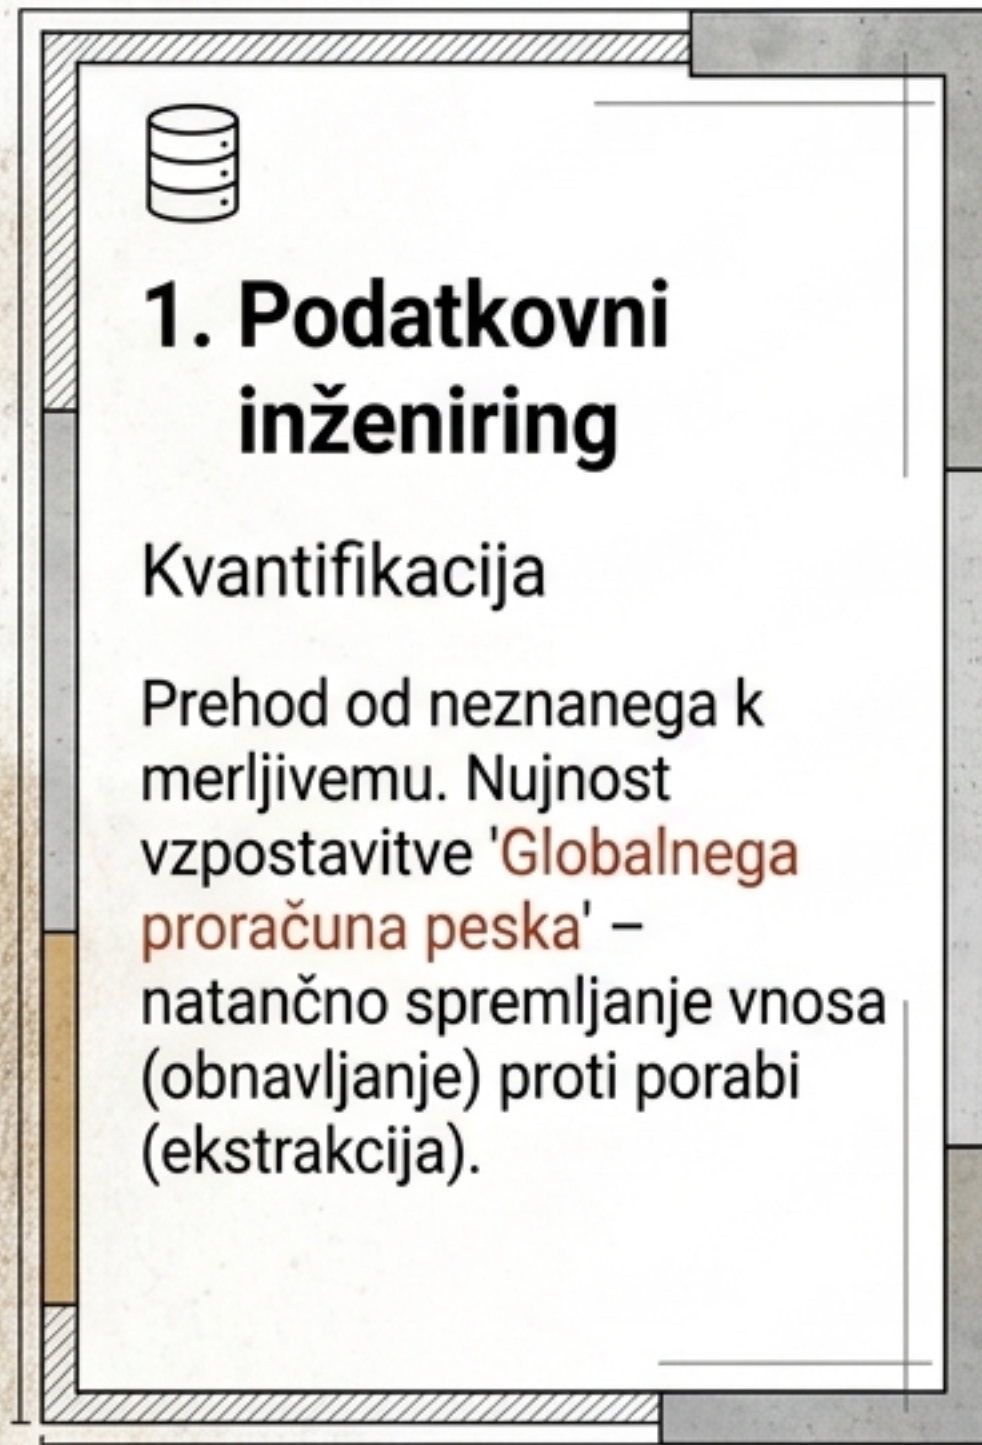 1. Podatkovni
inženiring
Kvantifikacija
Prehod od neznanega k
merljivemu. Nujnost
vzpostavitve 'Globalnega
proračuna peska' –
natančno spremljanje vnosa
(obnavljanje) proti porabi
(ekstrakcija).